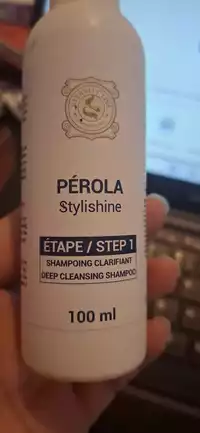 PÉROLA
Stylishine
ÉTAPE / STEP 1
SHAMPOING CLARIFIANT
DEEP CLEANSING SHAMPOO
100 ml